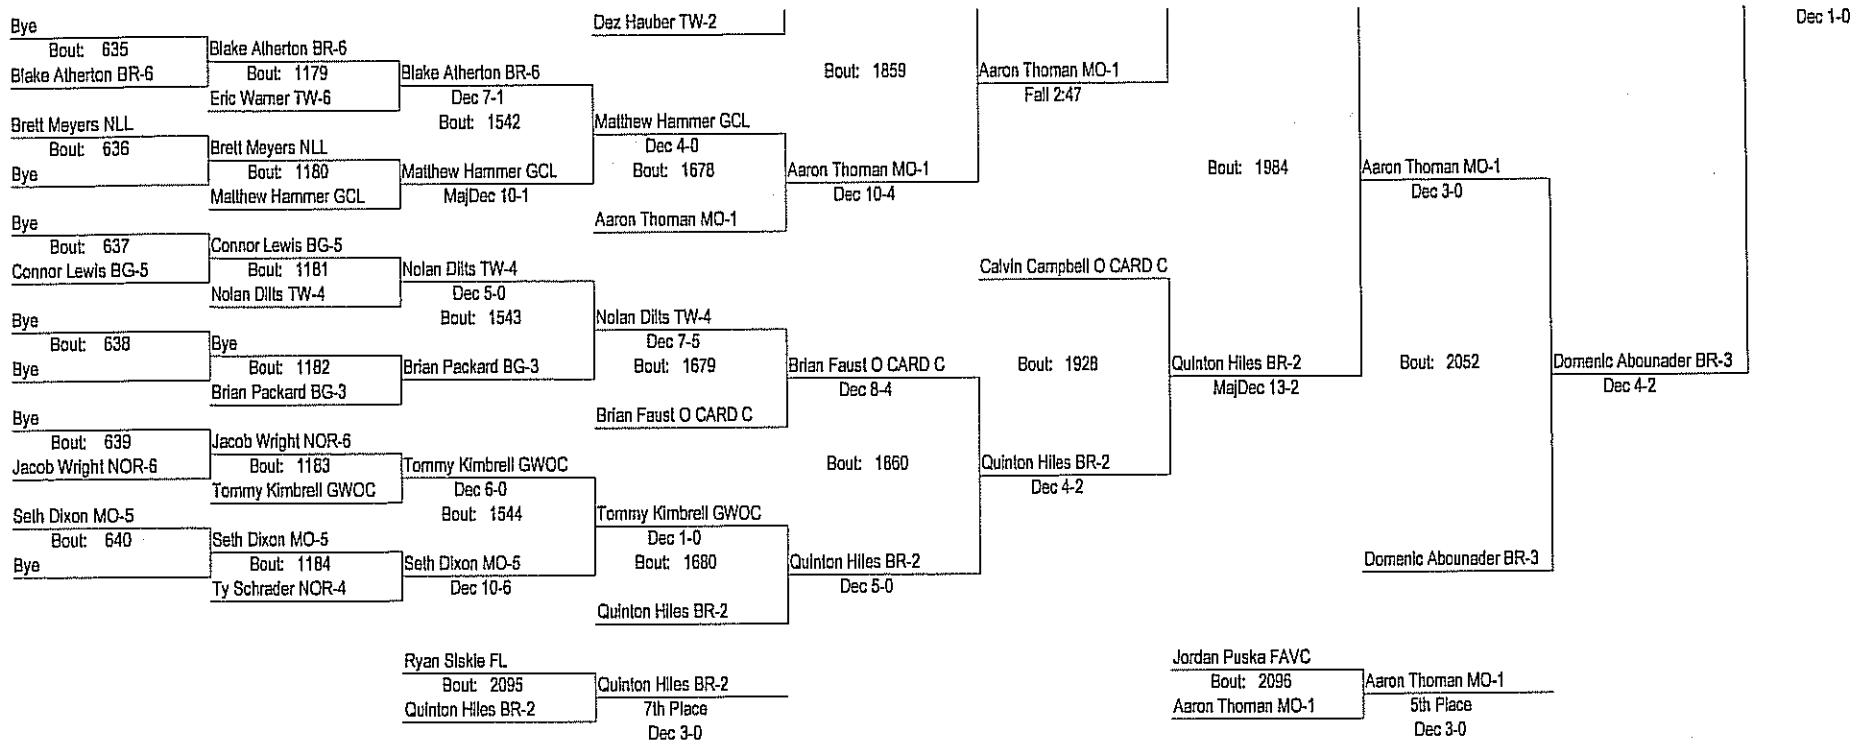 Bye
Bout: 635
Blake Atherton BR-6
Brett Meyers NLL
Bout: 636
Bye
Bye
Bout: 637
Connor Lewis BG-5
Bye
Bout: 638
Bye
Bye
Bout: 639
Jacob Wright NOR-6
Seth Dixon MO-5
Bout: 640
Bye
Blake Atherton BR-6
Bout: 1179
Eric Warner TW-6
Brett Meyers NLL
Bout: 1180
Matthew Hammer GCL
Connor Lewis BG-5
Bout: 1181
Nolan Dilts TW-4
Bye
Bout: 1182
Brian Packard BG-3
Jacob Wright NOR-6
Bout: 1183
Tommy Kimbrell GWOC
Seth Dixon MO-5
Bout: 1184
Ty Schrader NOR-4
Blake Atherton BR-6
Dec 7-1
Bout: 1542
Matthew Hammer GCL
MajDec 10-1
Nolan Dilts TW-4
Dec 5-0
Bout: 1543
Brian Packard BG-3
Tommy Kimbrell GWOC
Dec 6-0
Bout: 1544
Seth Dixon MO-5
Dec 10-6
Dez Hauber TW-2
Matthew Hammer GCL
Dec 4-0
Bout: 1678
Aaron Thoman MO-1
Nolan Dilts TW-4
Dec 7-5
Bout: 1679
Brian Faust O CARD C
Tommy Kimbrell GWOC
Dec 1-0
Bout: 1680
Quinton Hiles BR-2
Bout: 1859
Aaron Thoman MO-1
Dec 10-4
Brian Faust O CARD C
Dec 8-4
Bout: 1860
Quinton Hiles BR-2
Dec 5-0
Aaron Thoman MO-1
Fall 2:47
Calvin Campbell O CARD C
Bout: 1928
Quinton Hiles BR-2
Dec 4-2
Bout: 1984
Quinton Hiles BR-2
MajDec 13-2
Aaron Thoman MO-1
Dec 3-0
Bout: 2052
Domenic Abounader BR-3
Domenic Abounader BR-3
Dec 4-2
Dec 1-0
Ryan Siskie FL
Bout: 2095
Quinton Hiles BR-2
Quinton Hiles BR-2
7th Place
Dec 3-0
Jordan Puska FAVC
Bout: 2096
Aaron Thoman MO-1
Aaron Thoman MO-1
5th Place
Dec 3-0